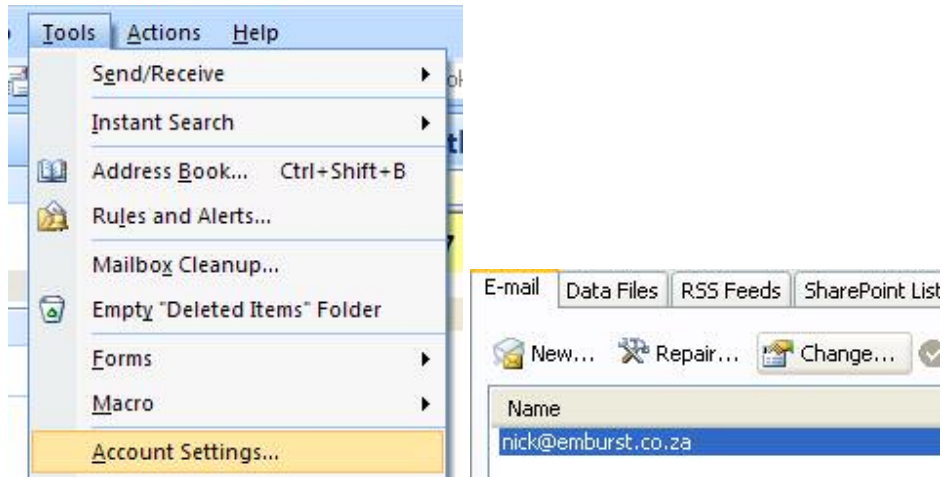 Tools Actions Help
Send/Receive
Instant Search
Address Book... Ctrl+Shift+B
Rules and Alerts...
Mailbox Cleanup...
Empty "Deleted Items" Folder
Forms
Macro
Account Settings...
E-mail Data Files RSS Feeds SharePoint List
New... Repair... Change...
Name
nick@emburst.co.za